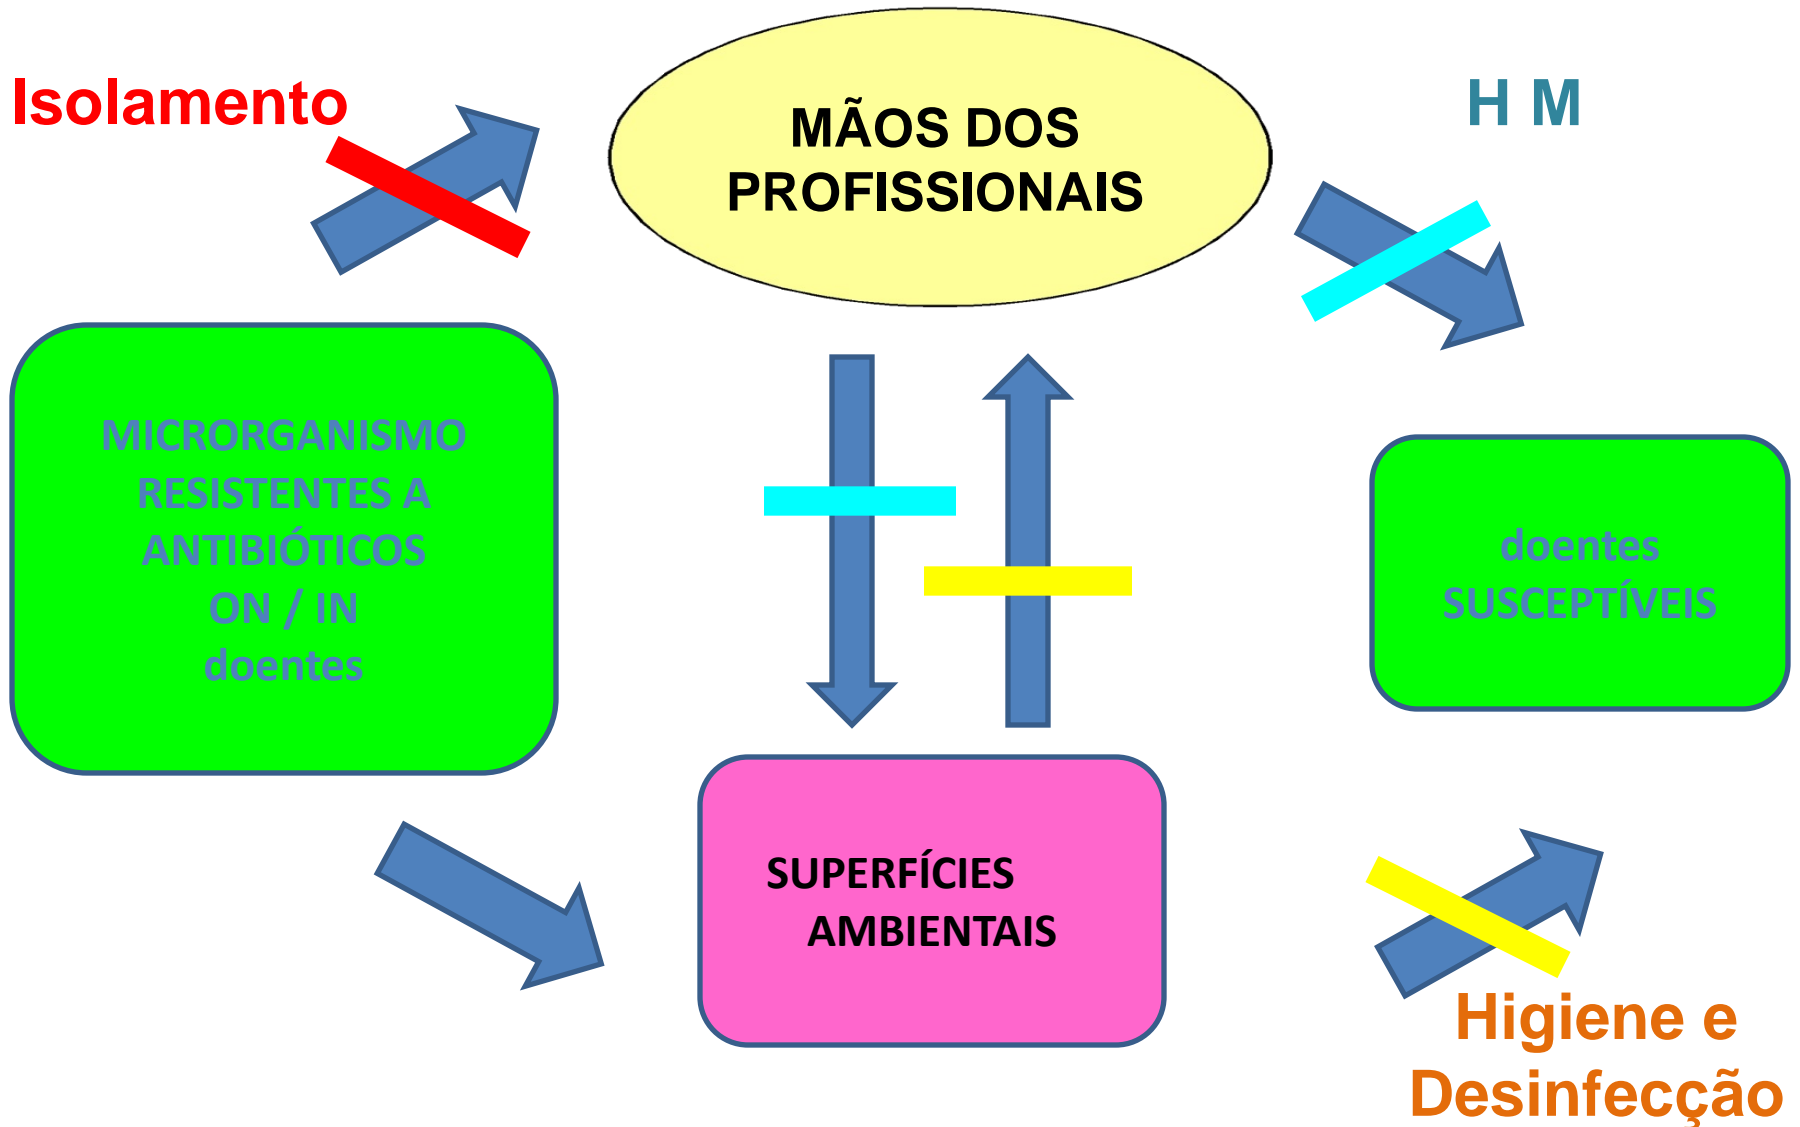 Isolamento
MÃOS DOS
PROFISSIONAIS
H M
MICRORGANISMO
RESISTENTES A
ANTIBIÓTICOS
ON / IN
doentes
doentes
SUSCEPTÍVEIS
SUPERFÍCIES
AMBIENTAIS
Higiene e
Desinfecção